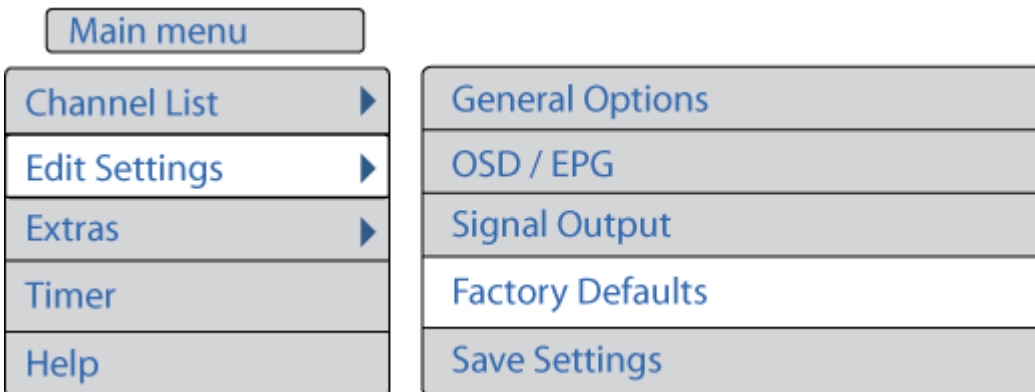 Main menu
Channel List
Edit Settings
Extras
Timer
Help
General Options
OSD / EPG
Signal Output
Factory Defaults
Save Settings